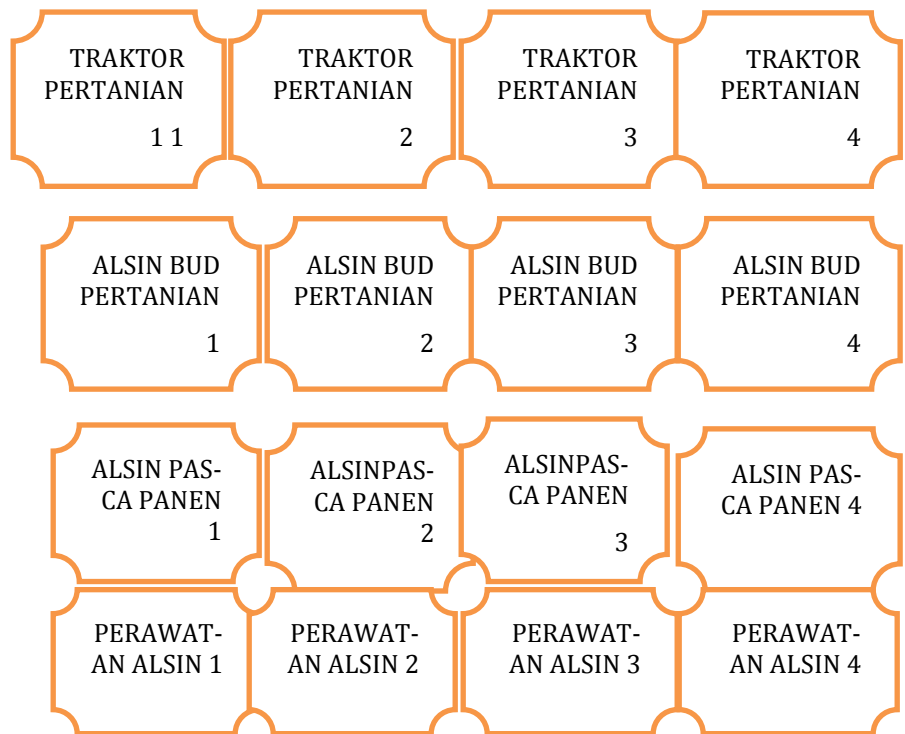 TRAKTOR
PERTANIAN
1 1
TRAKTOR
PERTANIAN
2
TRAKTOR
PERTANIAN
3
TRAKTOR
PERTANIAN
4
ALSIN BUD
PERTANIAN
1
ALSIN BUD
PERTANIAN
2
ALSIN BUD
PERTANIAN
3
ALSIN BUD
PERTANIAN
4
ALSIN PAS-
CA PANEN
1
ALSINPAS-
CA PANEN
2
ALSINPAS-
CA PANEN
3
ALSIN PAS-
CA PANEN 4
PERAWAT-
AN ALSIN 1
PERAWAT-
AN ALSIN 2
PERAWAT-
AN ALSIN 3
PERAWAT-
AN ALSIN 4